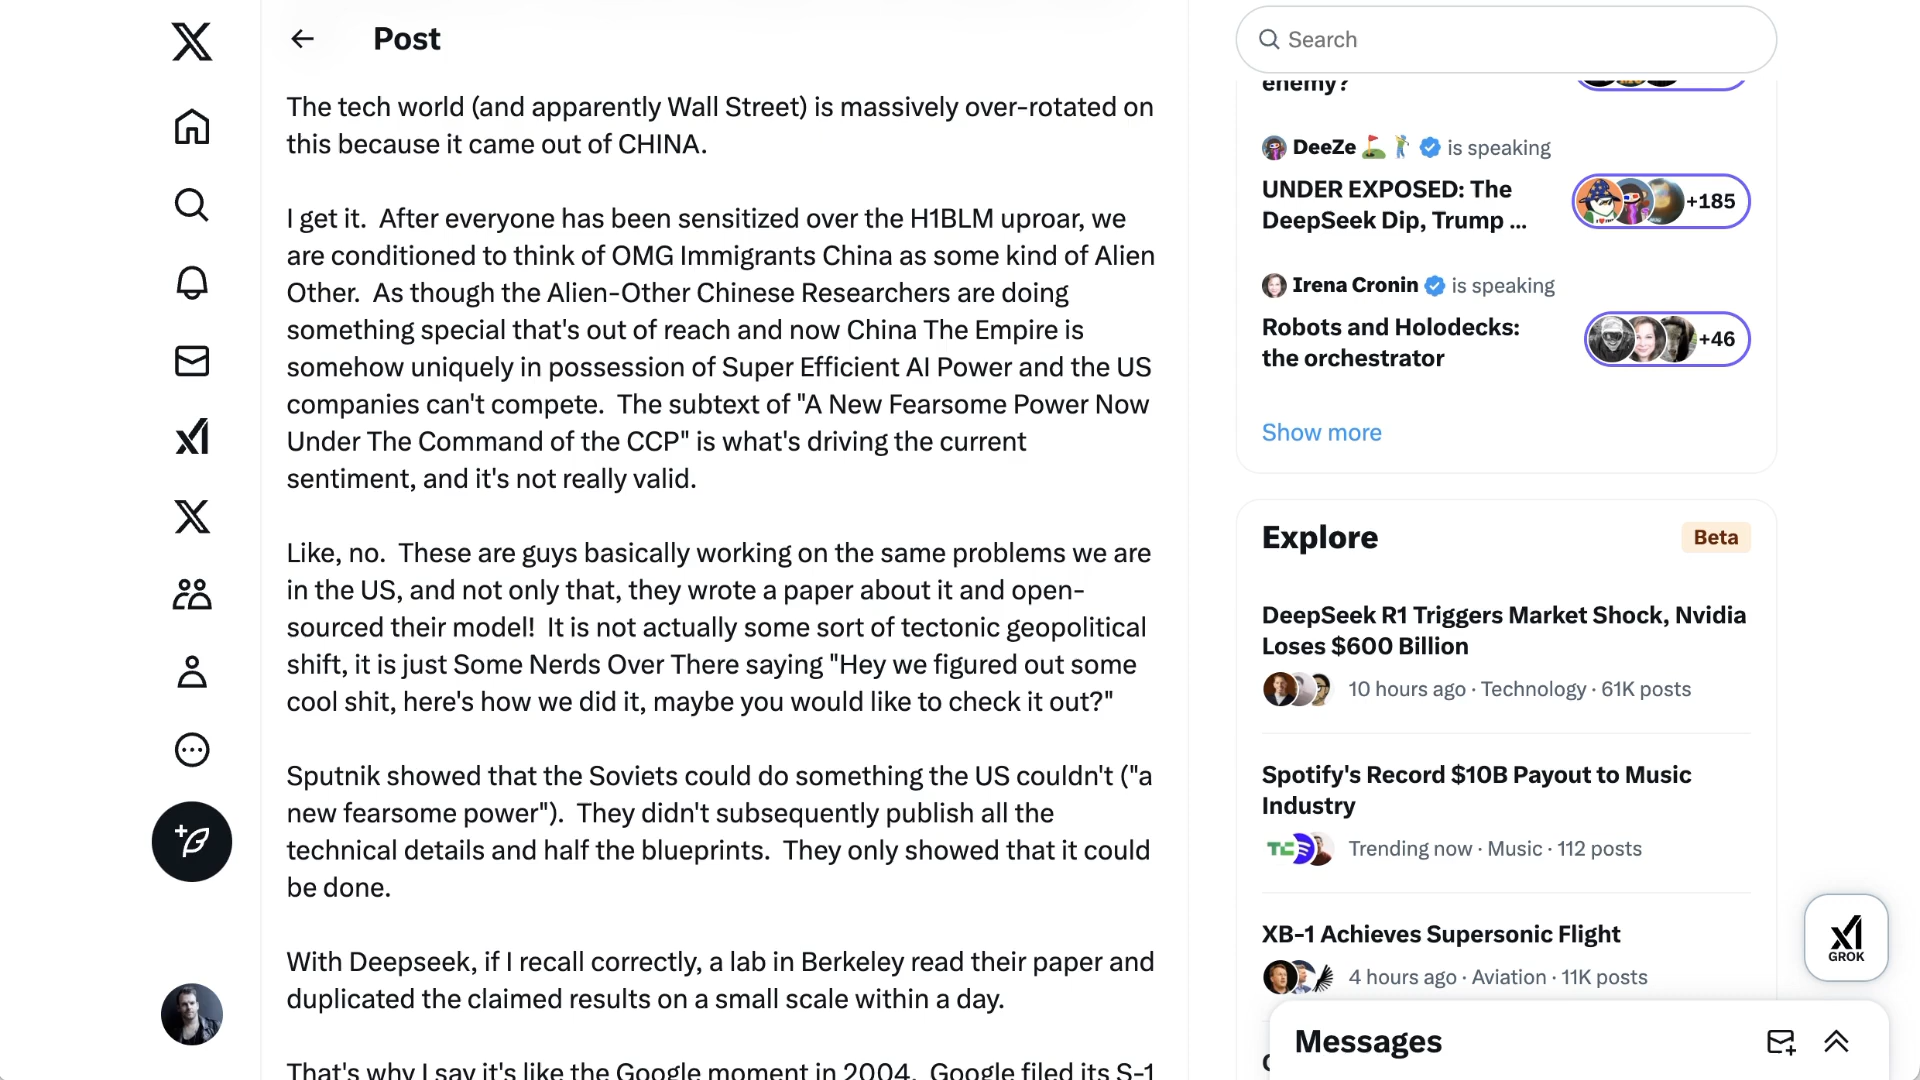 Post
The tech world (and apparently Wall Street) is massively over-rotated on
this because it came out of CHINA.
I get it.  After everyone has been sensitized over the H1BLM uproar, we
are conditioned to think of OMG Immigrants China as some kind of Alien
Other.  As though the Alien-Other Chinese Researchers are doing
something special that's out of reach and now China The Empire is
somehow uniquely in possession of Super Efficient AI Power and the US
companies can't compete.  The subtext of "A New Fearsome Power Now
Under The Command of the CCP" is what's driving the current
sentiment, and it's not really valid.
Like, no.  These are guys basically working on the same problems we are
in the US, and not only that, they wrote a paper about it and open-
sourced their model!  It is not actually some sort of tectonic geopolitical
shift, it is just Some Nerds Over There saying "Hey we figured out some
cool shit, here's how we did it, maybe you would like to check it out?"
Sputnik showed that the Soviets could do something the US couldn't ("a
new fearsome power").  They didn't subsequently publish all the
technical details and half the blueprints.  They only showed that it could
be done.
With Deepseek, if I recall correctly, a lab in Berkeley read their paper and
duplicated the claimed results on a small scale within a day.
That's why I say it's like the Google moment in 2004.  Google filed its S-1
Search
enemy?
DeeZe is speaking
UNDER EXPOSED: The
DeepSeek Dip, Trump ...
+185
Irena Cronin is speaking
Robots and Holodecks:
the orchestrator
+46
Show more
Explore
Beta
DeepSeek R1 Triggers Market Shock, Nvidia
Loses $600 Billion
10 hours ago · Technology · 61K posts
Spotify's Record $10B Payout to Music
Industry
Trending now · Music · 112 posts
XB-1 Achieves Supersonic Flight
4 hours ago · Aviation · 11K posts
GROK
Messages